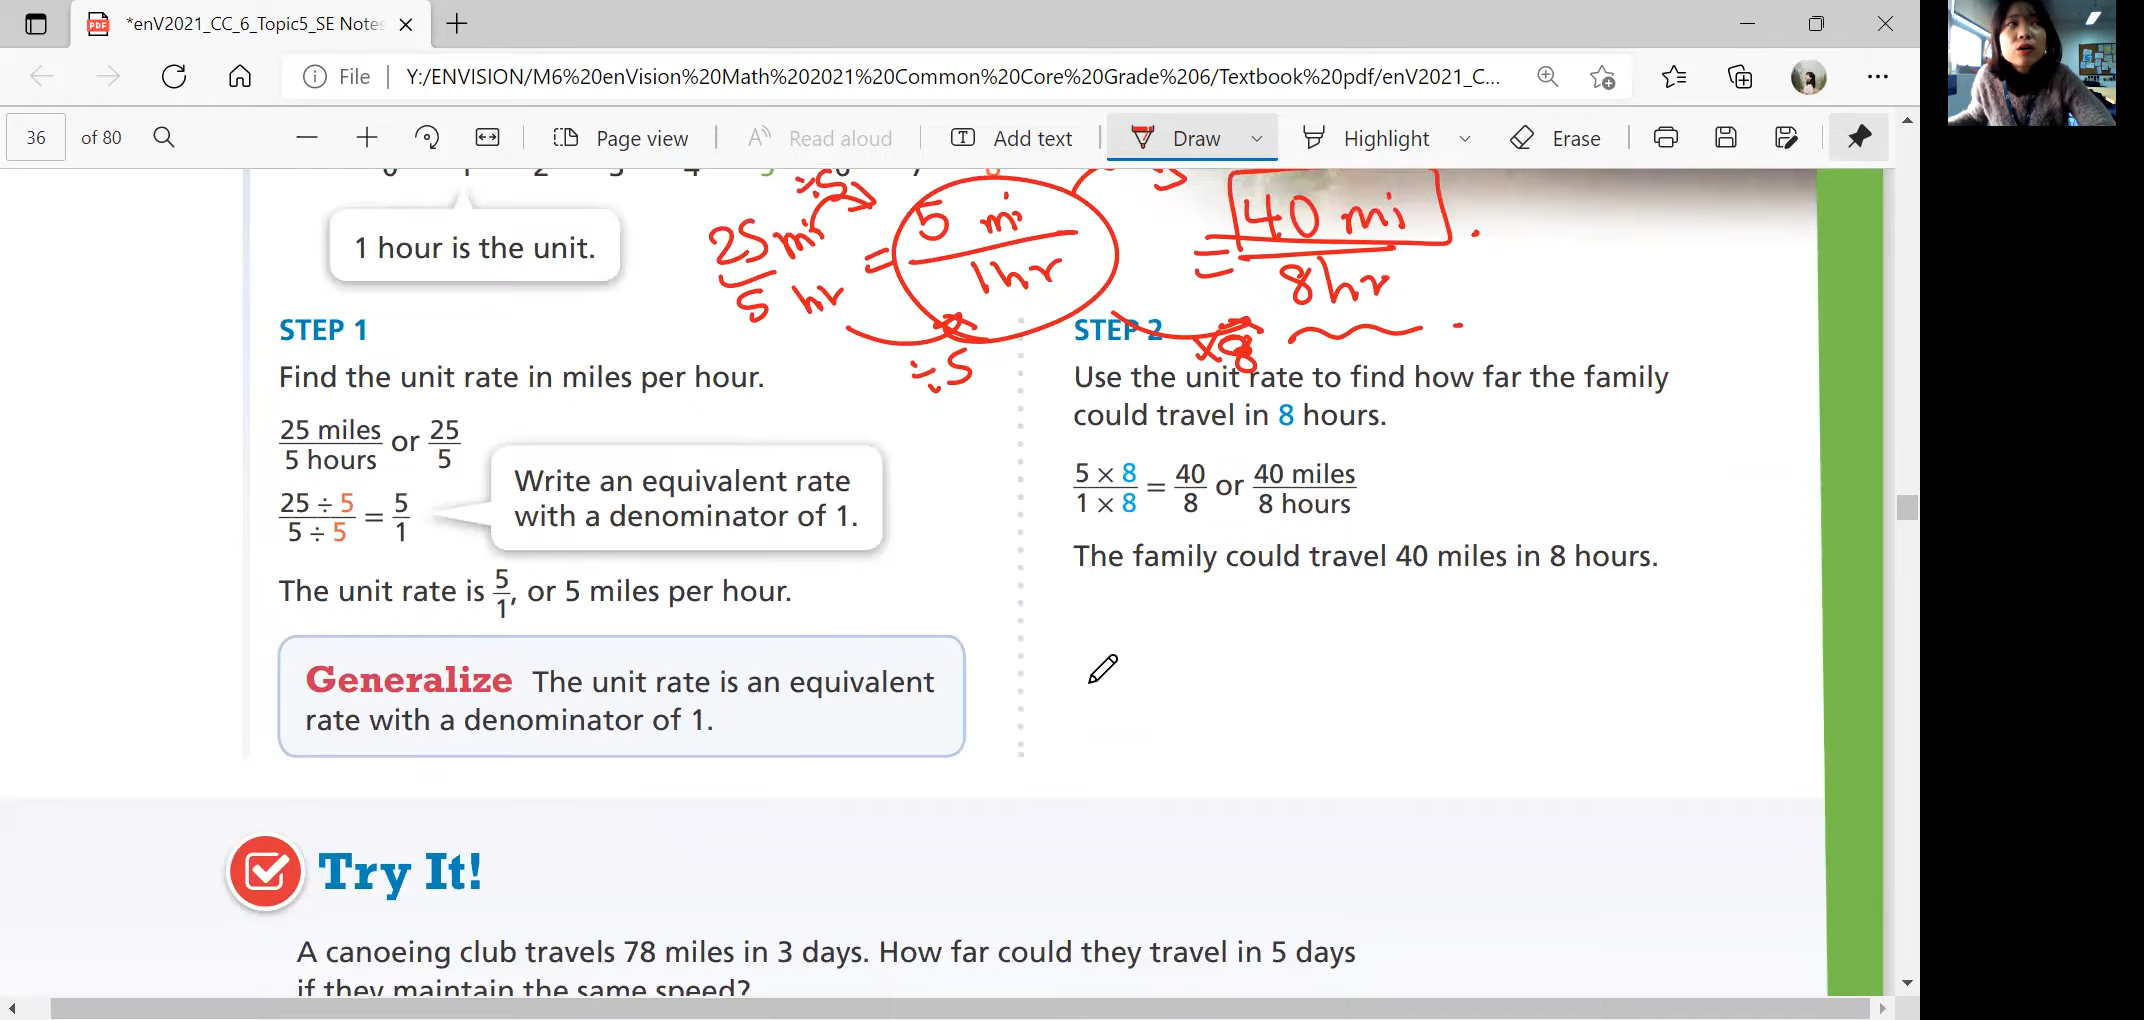 *enV2021_CC_6_Topic5_SE Notes
File
Y:/ENVISION/M6%20enVision%20Math%202021%20Common%20Core%20Grade%206/Textbook%20pdf/enV2021_C...
36 of 80
Page view
Read aloud
Add text
Draw
Highlight
Erase
÷5
25 mi / 5 hr = 5 mi / 1 hr = 40 mi / 8 hr
÷5
×8
1 hour is the unit.
STEP 1
Find the unit rate in miles per hour.
25 miles / 5 hours or 25 / 5
25 ÷ 5 / 5 ÷ 5 = 5 / 1
Write an equivalent rate
with a denominator of 1.
The unit rate is 5/1, or 5 miles per hour.
Generalize The unit rate is an equivalent
rate with a denominator of 1.
STEP 2
Use the unit rate to find how far the family
could travel in 8 hours.
5 × 8 / 1 × 8 = 40 / 8 or 40 miles / 8 hours
The family could travel 40 miles in 8 hours.
Try It!
A canoeing club travels 78 miles in 3 days. How far could they travel in 5 days
if they maintain the same speed?